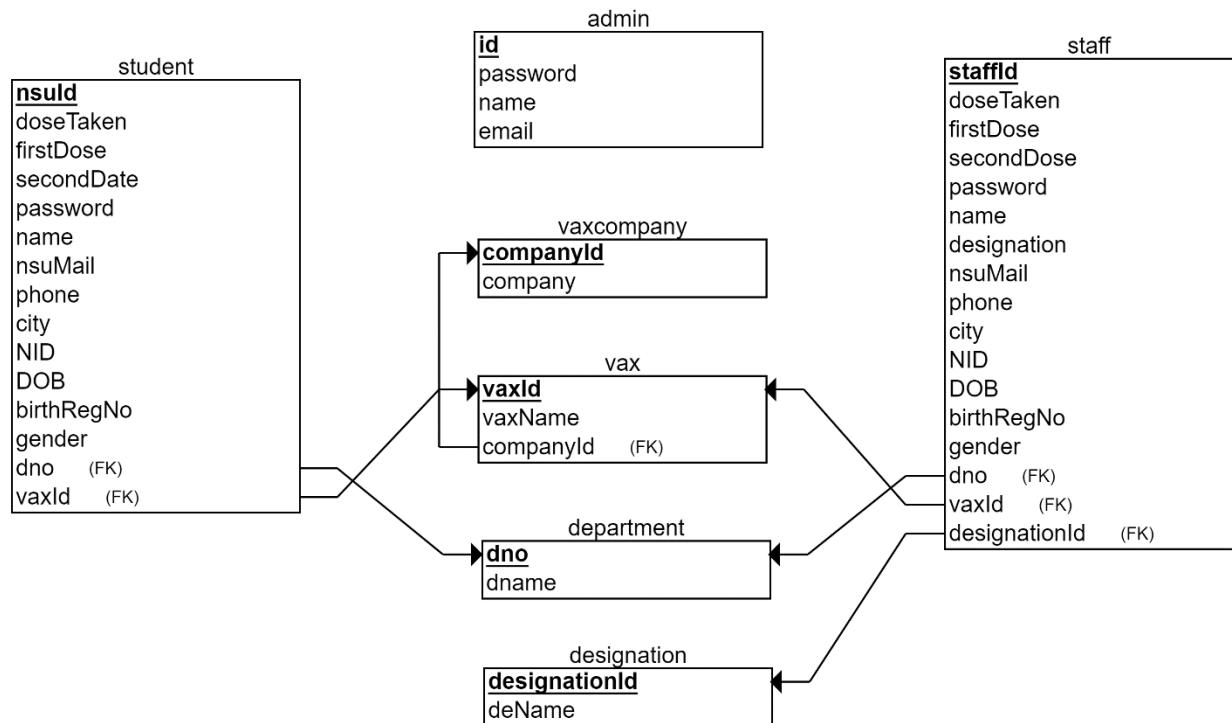 student
nsuId
doseTaken
firstDose
secondDate
password
name
nsuMail
phone
city
NID
DOB
birthRegNo
gender
dno (FK)
vaxId (FK)
admin
id
password
name
email
vaxcompany
companyId
company
vax
vaxId
vaxName
companyId (FK)
department
dno
dname
designation
designationId
deName
staff
staffId
doseTaken
firstDose
secondDose
password
name
designation
nsuMail
phone
city
NID
DOB
birthRegNo
gender
dno (FK)
vaxId (FK)
designationId (FK)